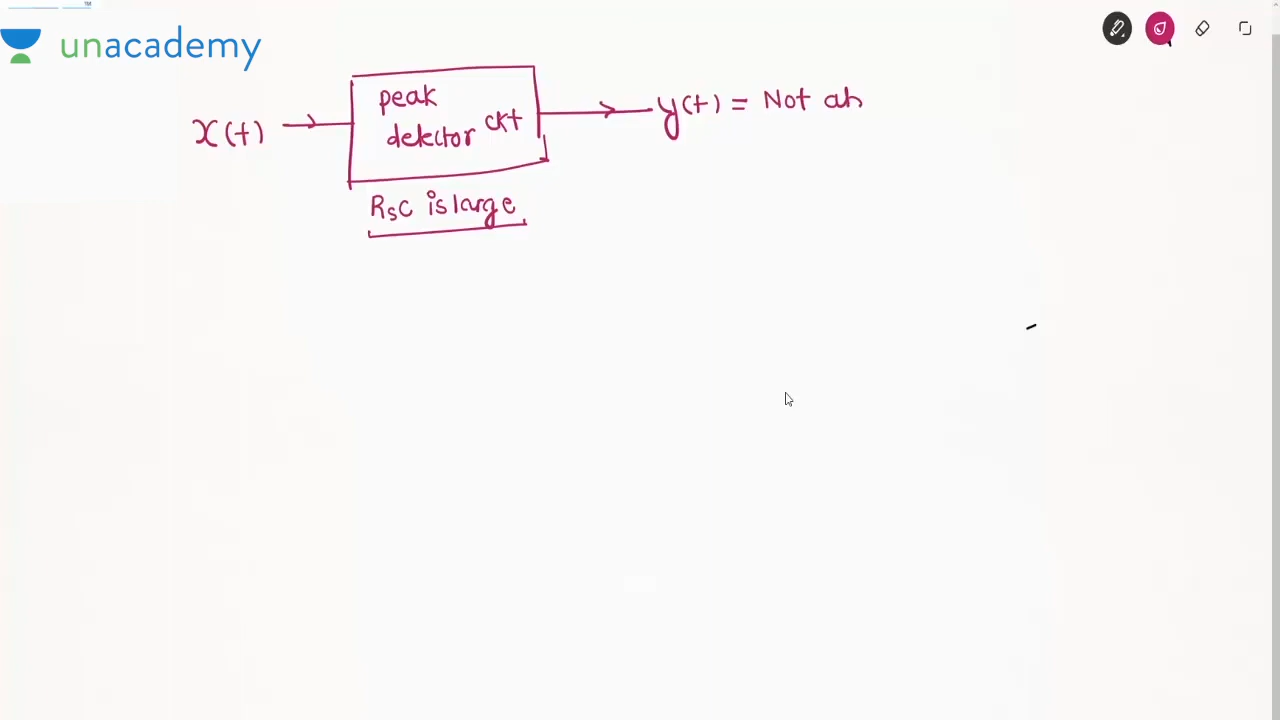 unacademy
x(t)
peak
detector ckt
y(t) = Not ah
RsC is large